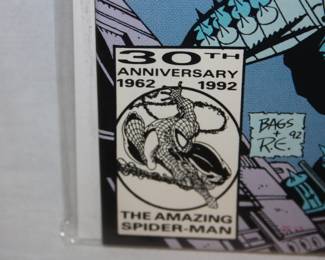 30TH
ANNIVERSARY
1962 1992
THE AMAZING
SPIDER-MAN
BAGS
+ 92
R.E.